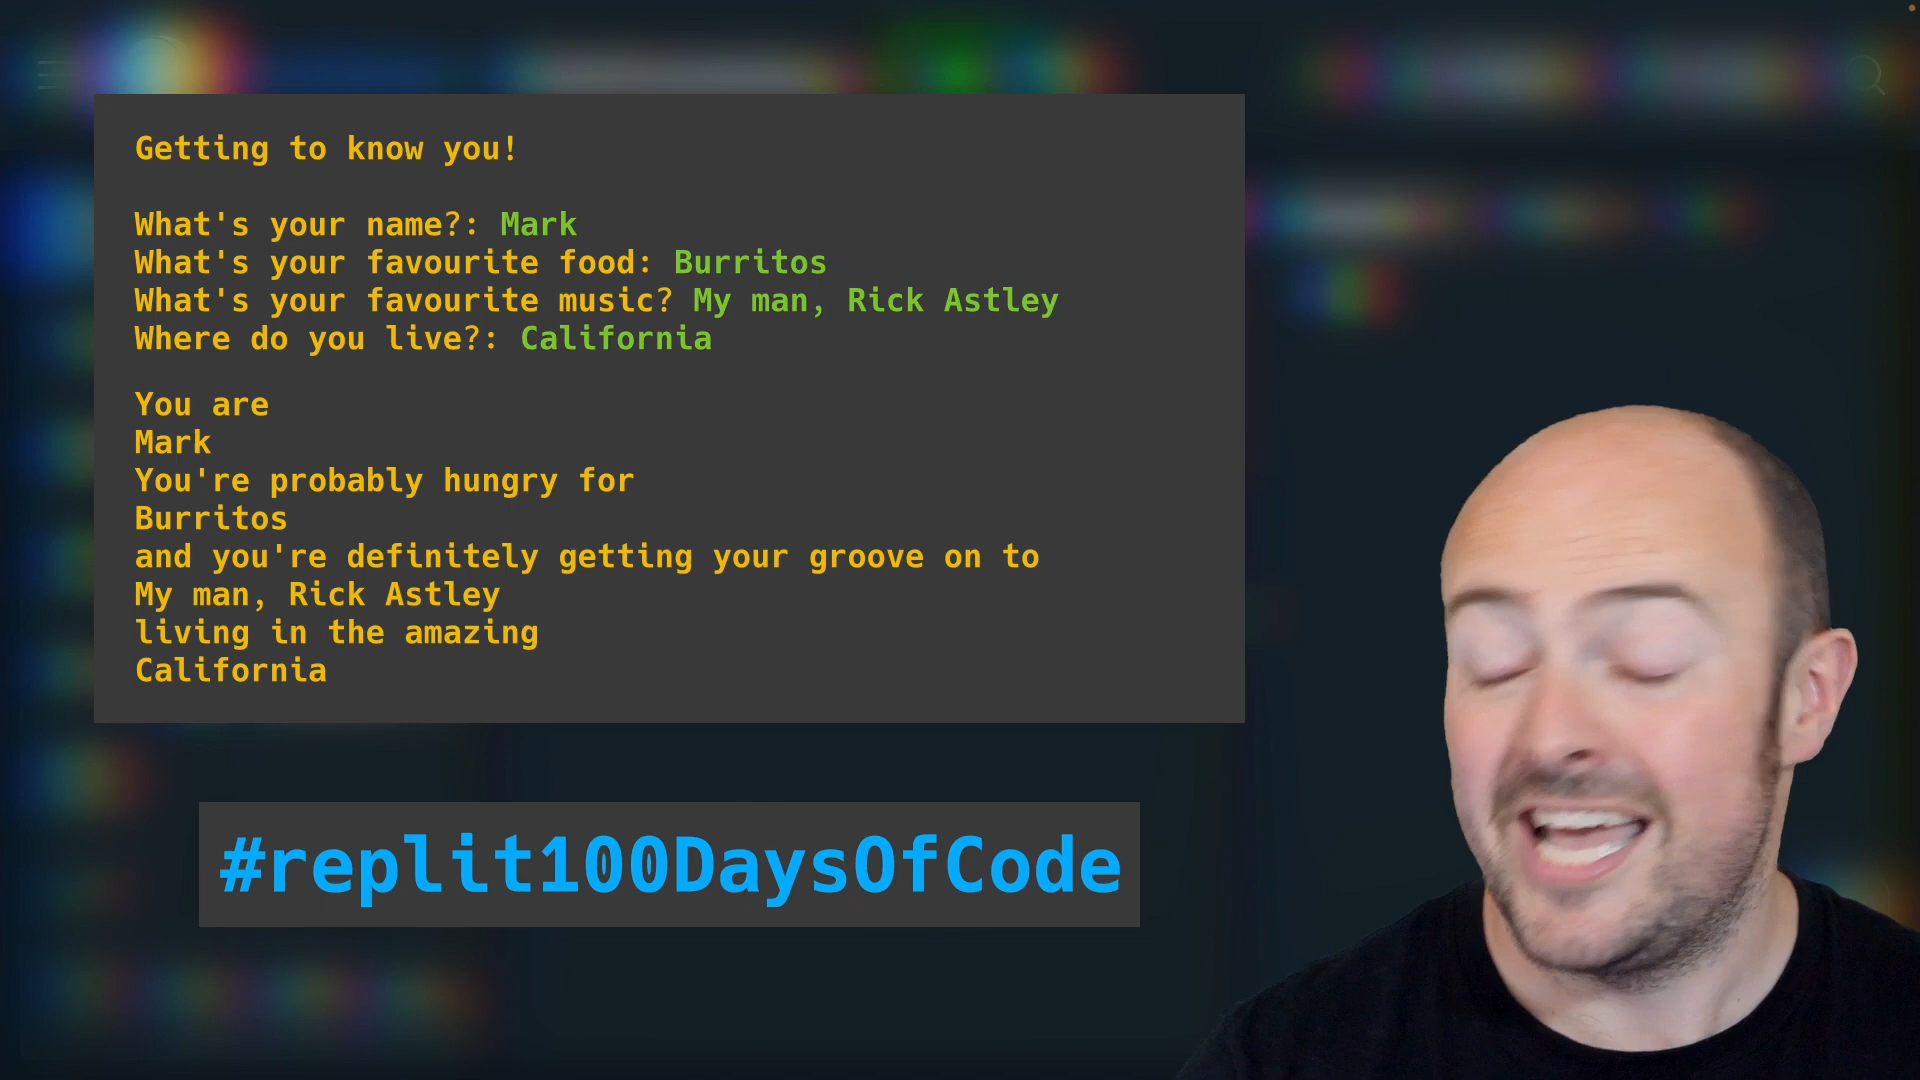 Getting to know you!
What's your name?: Mark
What's your favourite food: Burritos
What's your favourite music? My man, Rick Astley
Where do you live?: California
You are
Mark
You're probably hungry for
Burritos
and you're definitely getting your groove on to
My man, Rick Astley
living in the amazing
California
#replit100DaysOfCode